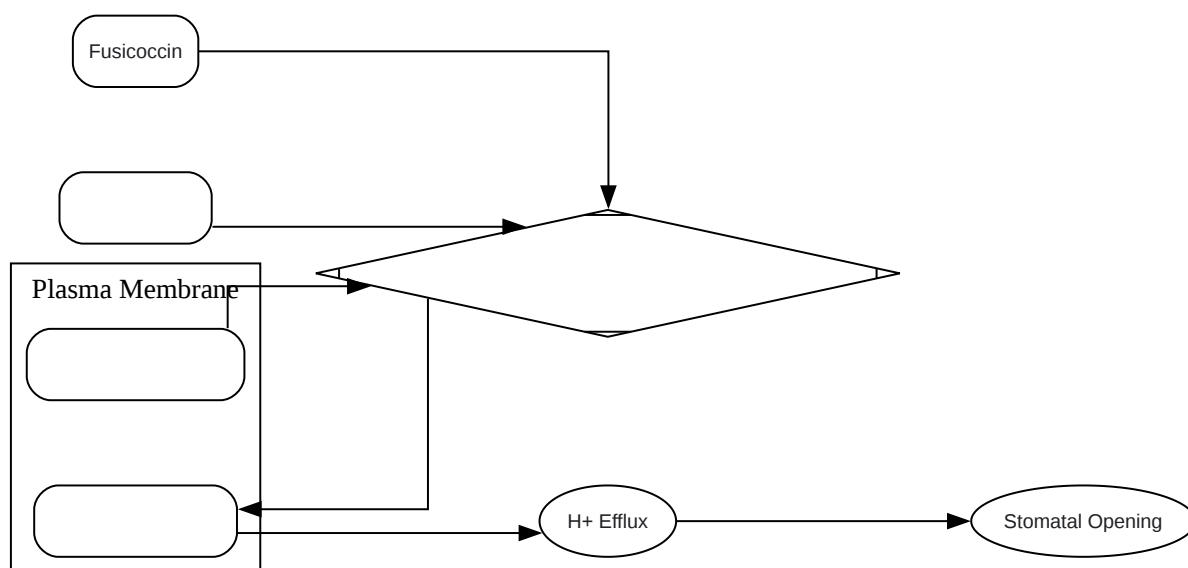 Fusicoccin
Plasma Membrane
H+ Efflux
Stomatal Opening